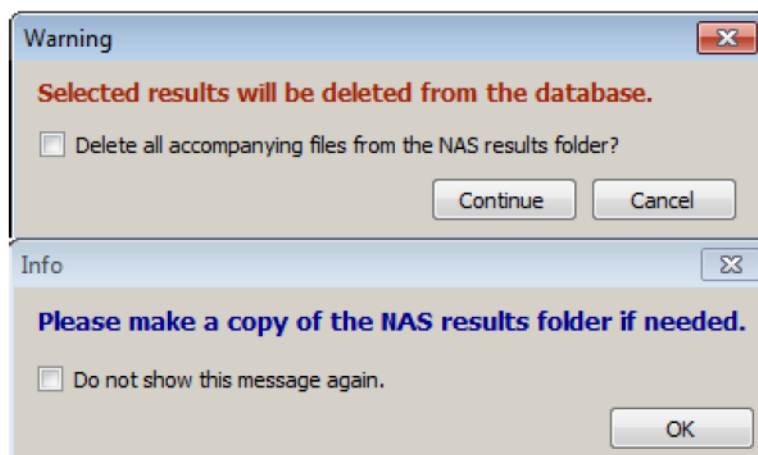 Warning
Selected results will be deleted from the database.
Delete all accompanying files from the NAS results folder?
Continue Cancel
Info
Please make a copy of the NAS results folder if needed.
Do not show this message again.
OK